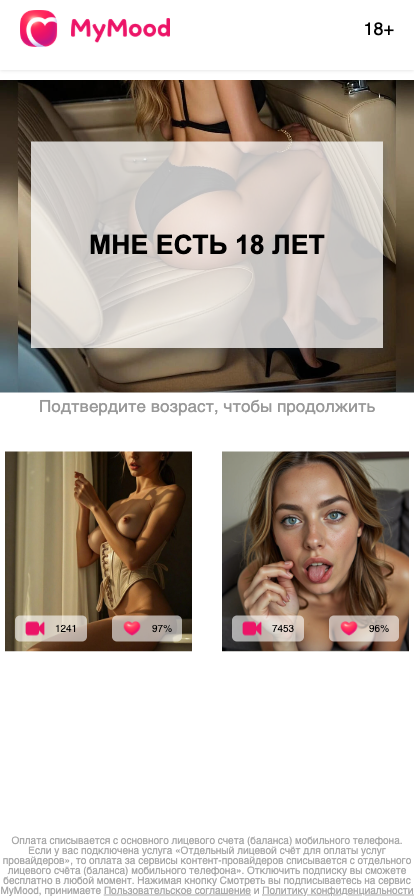 MyMood
18+
МНЕ ЕСТЬ 18 ЛЕТ
Подтвердите возраст, чтобы продолжить
1241
97%
7453
96%
Оплата списывается с основного лицевого счета (баланса) мобильного телефона.
Если у вас подключена услуга «Отдельный лицевой счёт для оплаты услуг
провайдеров», то оплата за сервисы контент-провайдеров списывается с отдельного
лицевого счёта (баланса) мобильного телефона». Отключить подписку вы сможете
бесплатно в любой момент. Нажимая кнопку Смотреть вы подписываетесь на сервис
MyMood, принимаете Пользовательское соглашение и Политику конфиденциальности